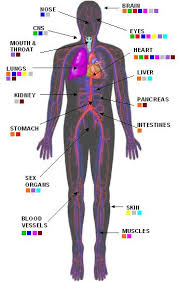 NOSE
BRAIN
CNS
EYES
MOUTH &
THROAT
HEART
LUNGS
LIVER
KIDNEY
PANCREAS
STOMACH
INTESTINES
SEX
ORGANS
BLOOD
VESSELS
SKIN
MUSCLES